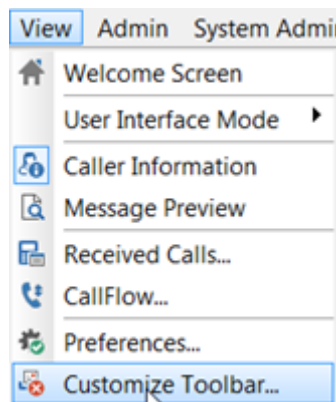 View Admin System Admi
Welcome Screen
User Interface Mode
Caller Information
Message Preview
Received Calls...
CallFlow...
Preferences...
Customize Toolbar...